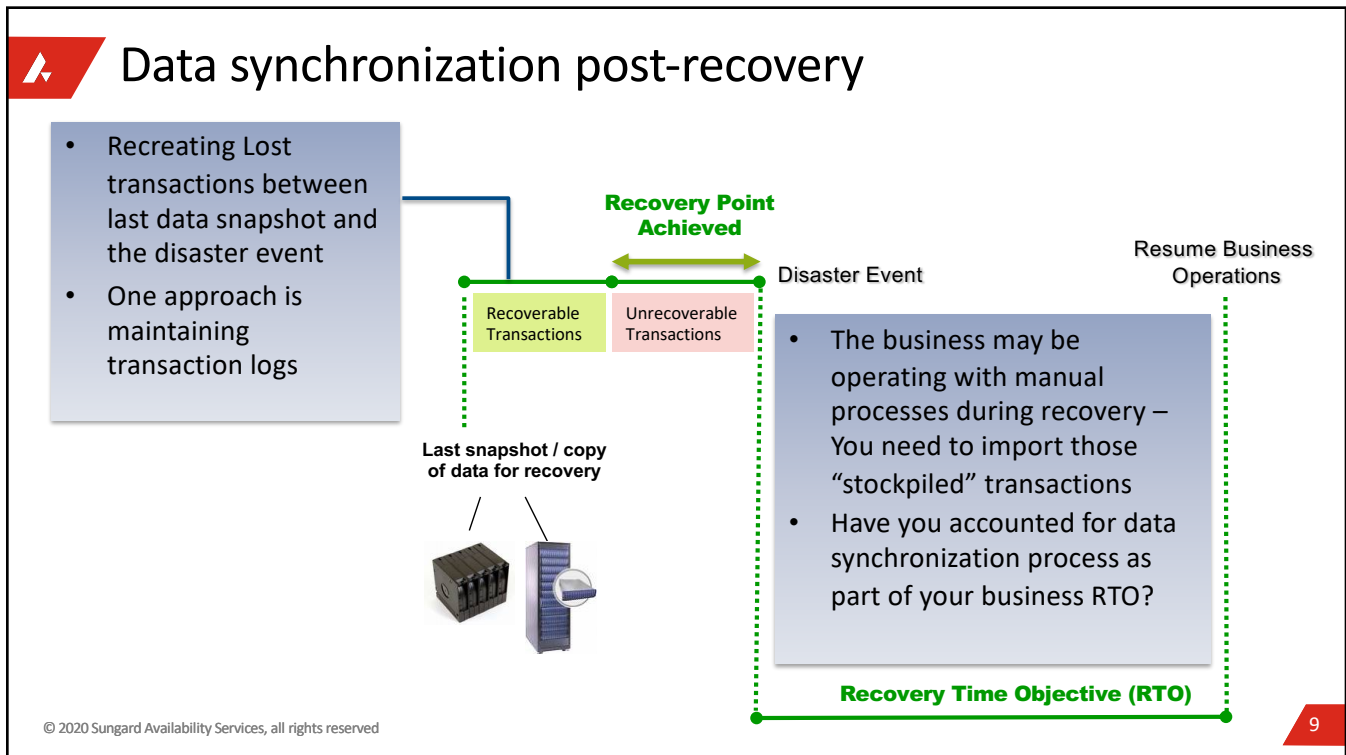 Data synchronization post-recovery
• Recreating Lost
transactions between
last data snapshot and
the disaster event
• One approach is
maintaining
transaction logs
Recovery Point
Achieved
Disaster Event
Resume Business
Operations
Recoverable
Transactions
Unrecoverable
Transactions
Last snapshot / copy
of data for recovery
• The business may be
operating with manual
processes during recovery –
You need to import those
“stockpiled” transactions
• Have you accounted for data
synchronization process as
part of your business RTO?
Recovery Time Objective (RTO)
© 2020 Sungard Availability Services, all rights reserved
9